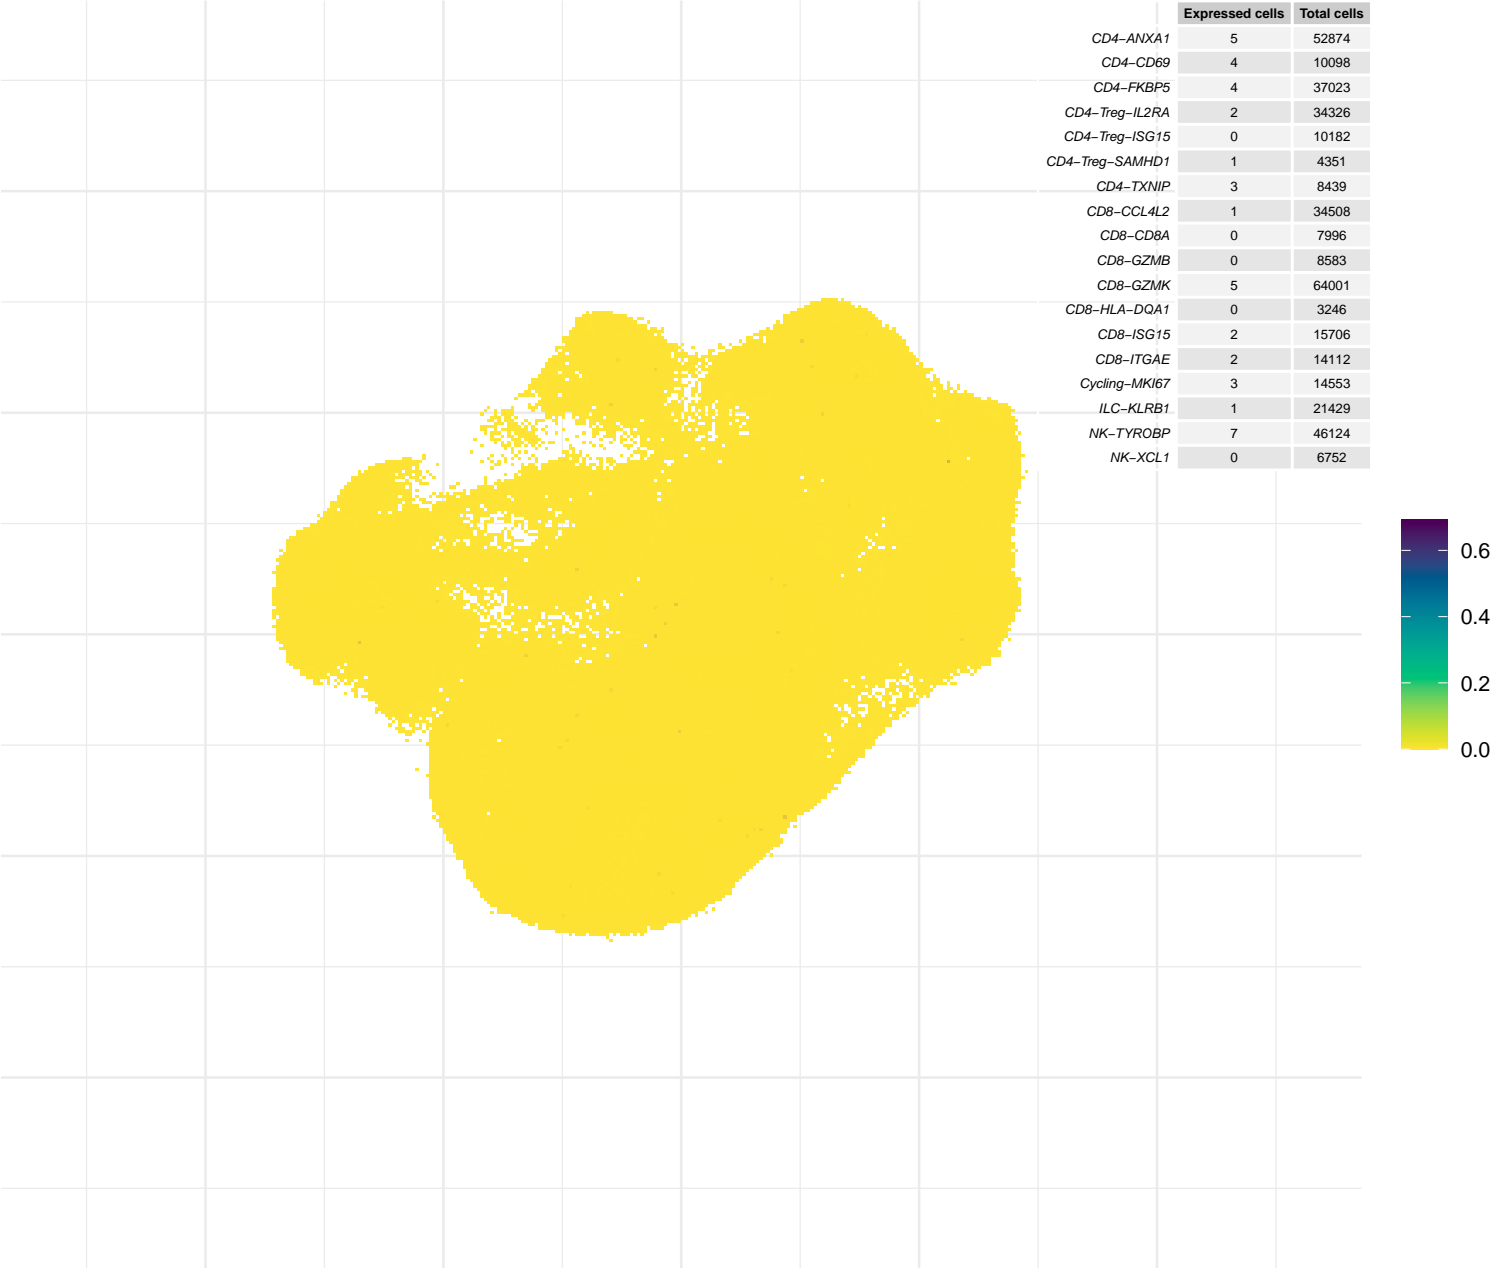 Expressed cells Total cells
CD4−ANXA1 5 52874
CD4−CD69 4 10098
CD4−FKBP5 4 37023
CD4−Treg−IL2RA 2 34326
CD4−Treg−ISG15 0 10182
CD4−Treg−SAMHD1 1 4351
CD4−TXNIP 3 8439
CD8−CCL4L2 1 34508
CD8−CD8A 0 7996
CD8−GZMB 0 8583
CD8−GZMK 5 64001
CD8−HLA−DQA1 0 3246
CD8−ISG15 2 15706
CD8−ITGAE 2 14112
Cycling−MKI67 3 14553
ILC−KLRB1 1 21429
NK−TYROBP 7 46124
NK−XCL1 0 6752
0.6
0.4
0.2
0.0